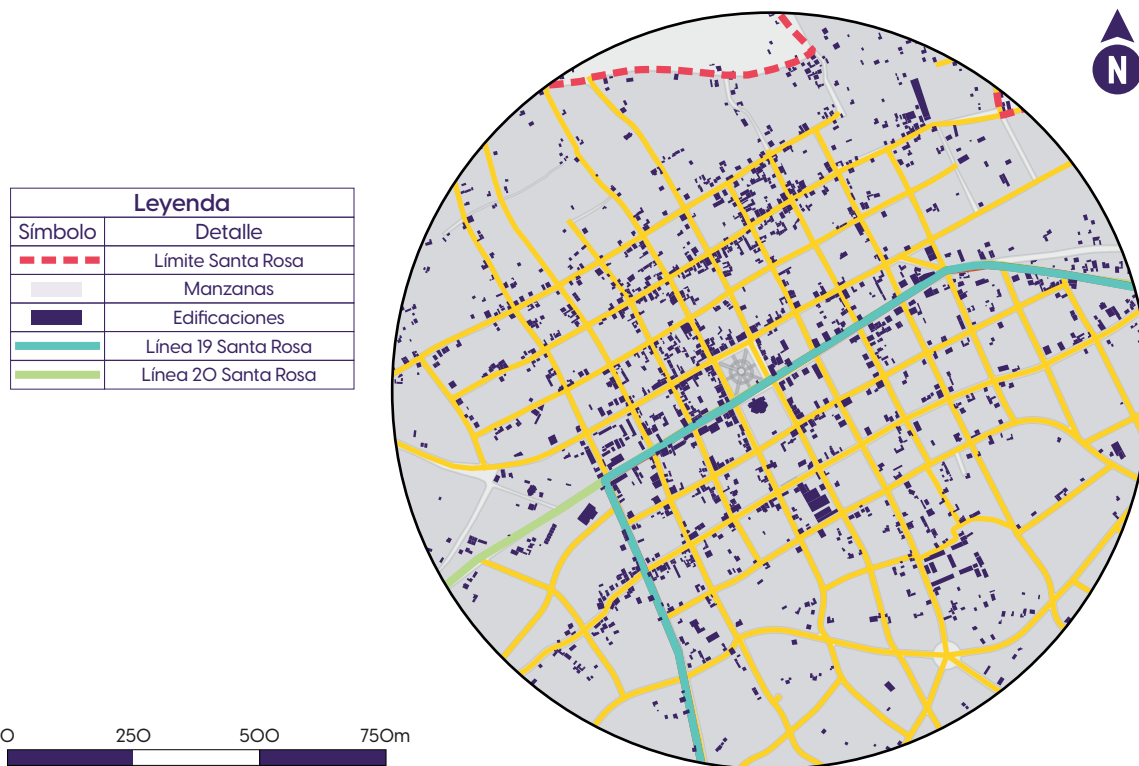 N
Leyenda
Símbolo Detalle
Límite Santa Rosa
Manzanas
Edificaciones
Línea 19 Santa Rosa
Línea 20 Santa Rosa
0 250 500 750m